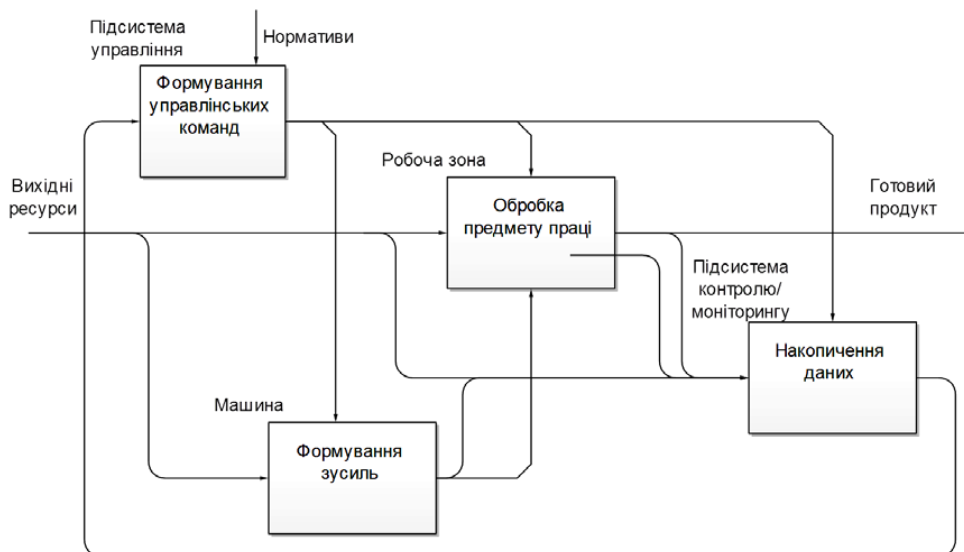 Підсистема
управління
Нормативи
Формування
управлінських
команд
Робоча зона
Вихідні
ресурси
Готовий
продукт
Обробка
предмету праці
Підсистема
контролю/
моніторингу
Накопичення
даних
Машина
Формування
зусиль